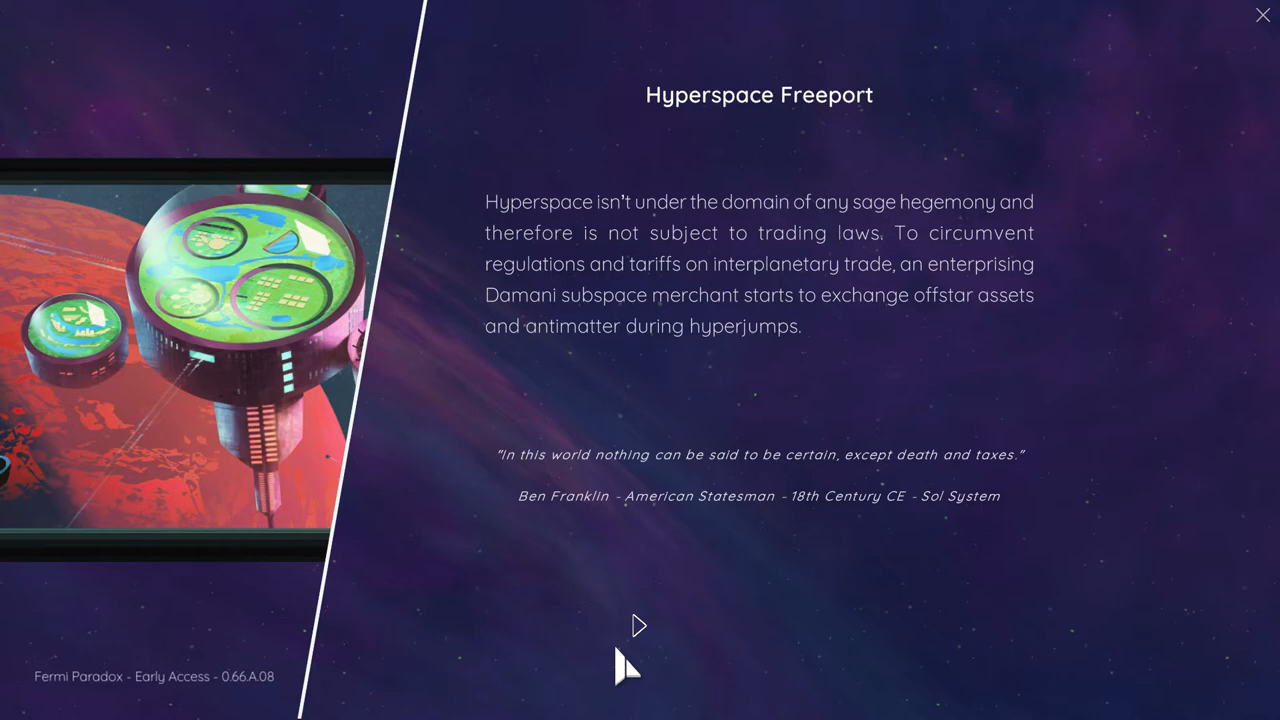 Hyperspace Freeport
Hyperspace isn't under the domain of any sage hegemony and
therefore is not subject to trading laws. To circumvent
regulations and tariffs on interplanetary trade, an enterprising
Damani subspace merchant starts to exchange offstar assets
and antimatter during hyperjumps.
"In this world nothing can be said to be certain, except death and taxes."
Ben Franklin - American Statesman - 18th Century CE - Sol System
Fermi Paradox - Early Access - 0.66.A.08